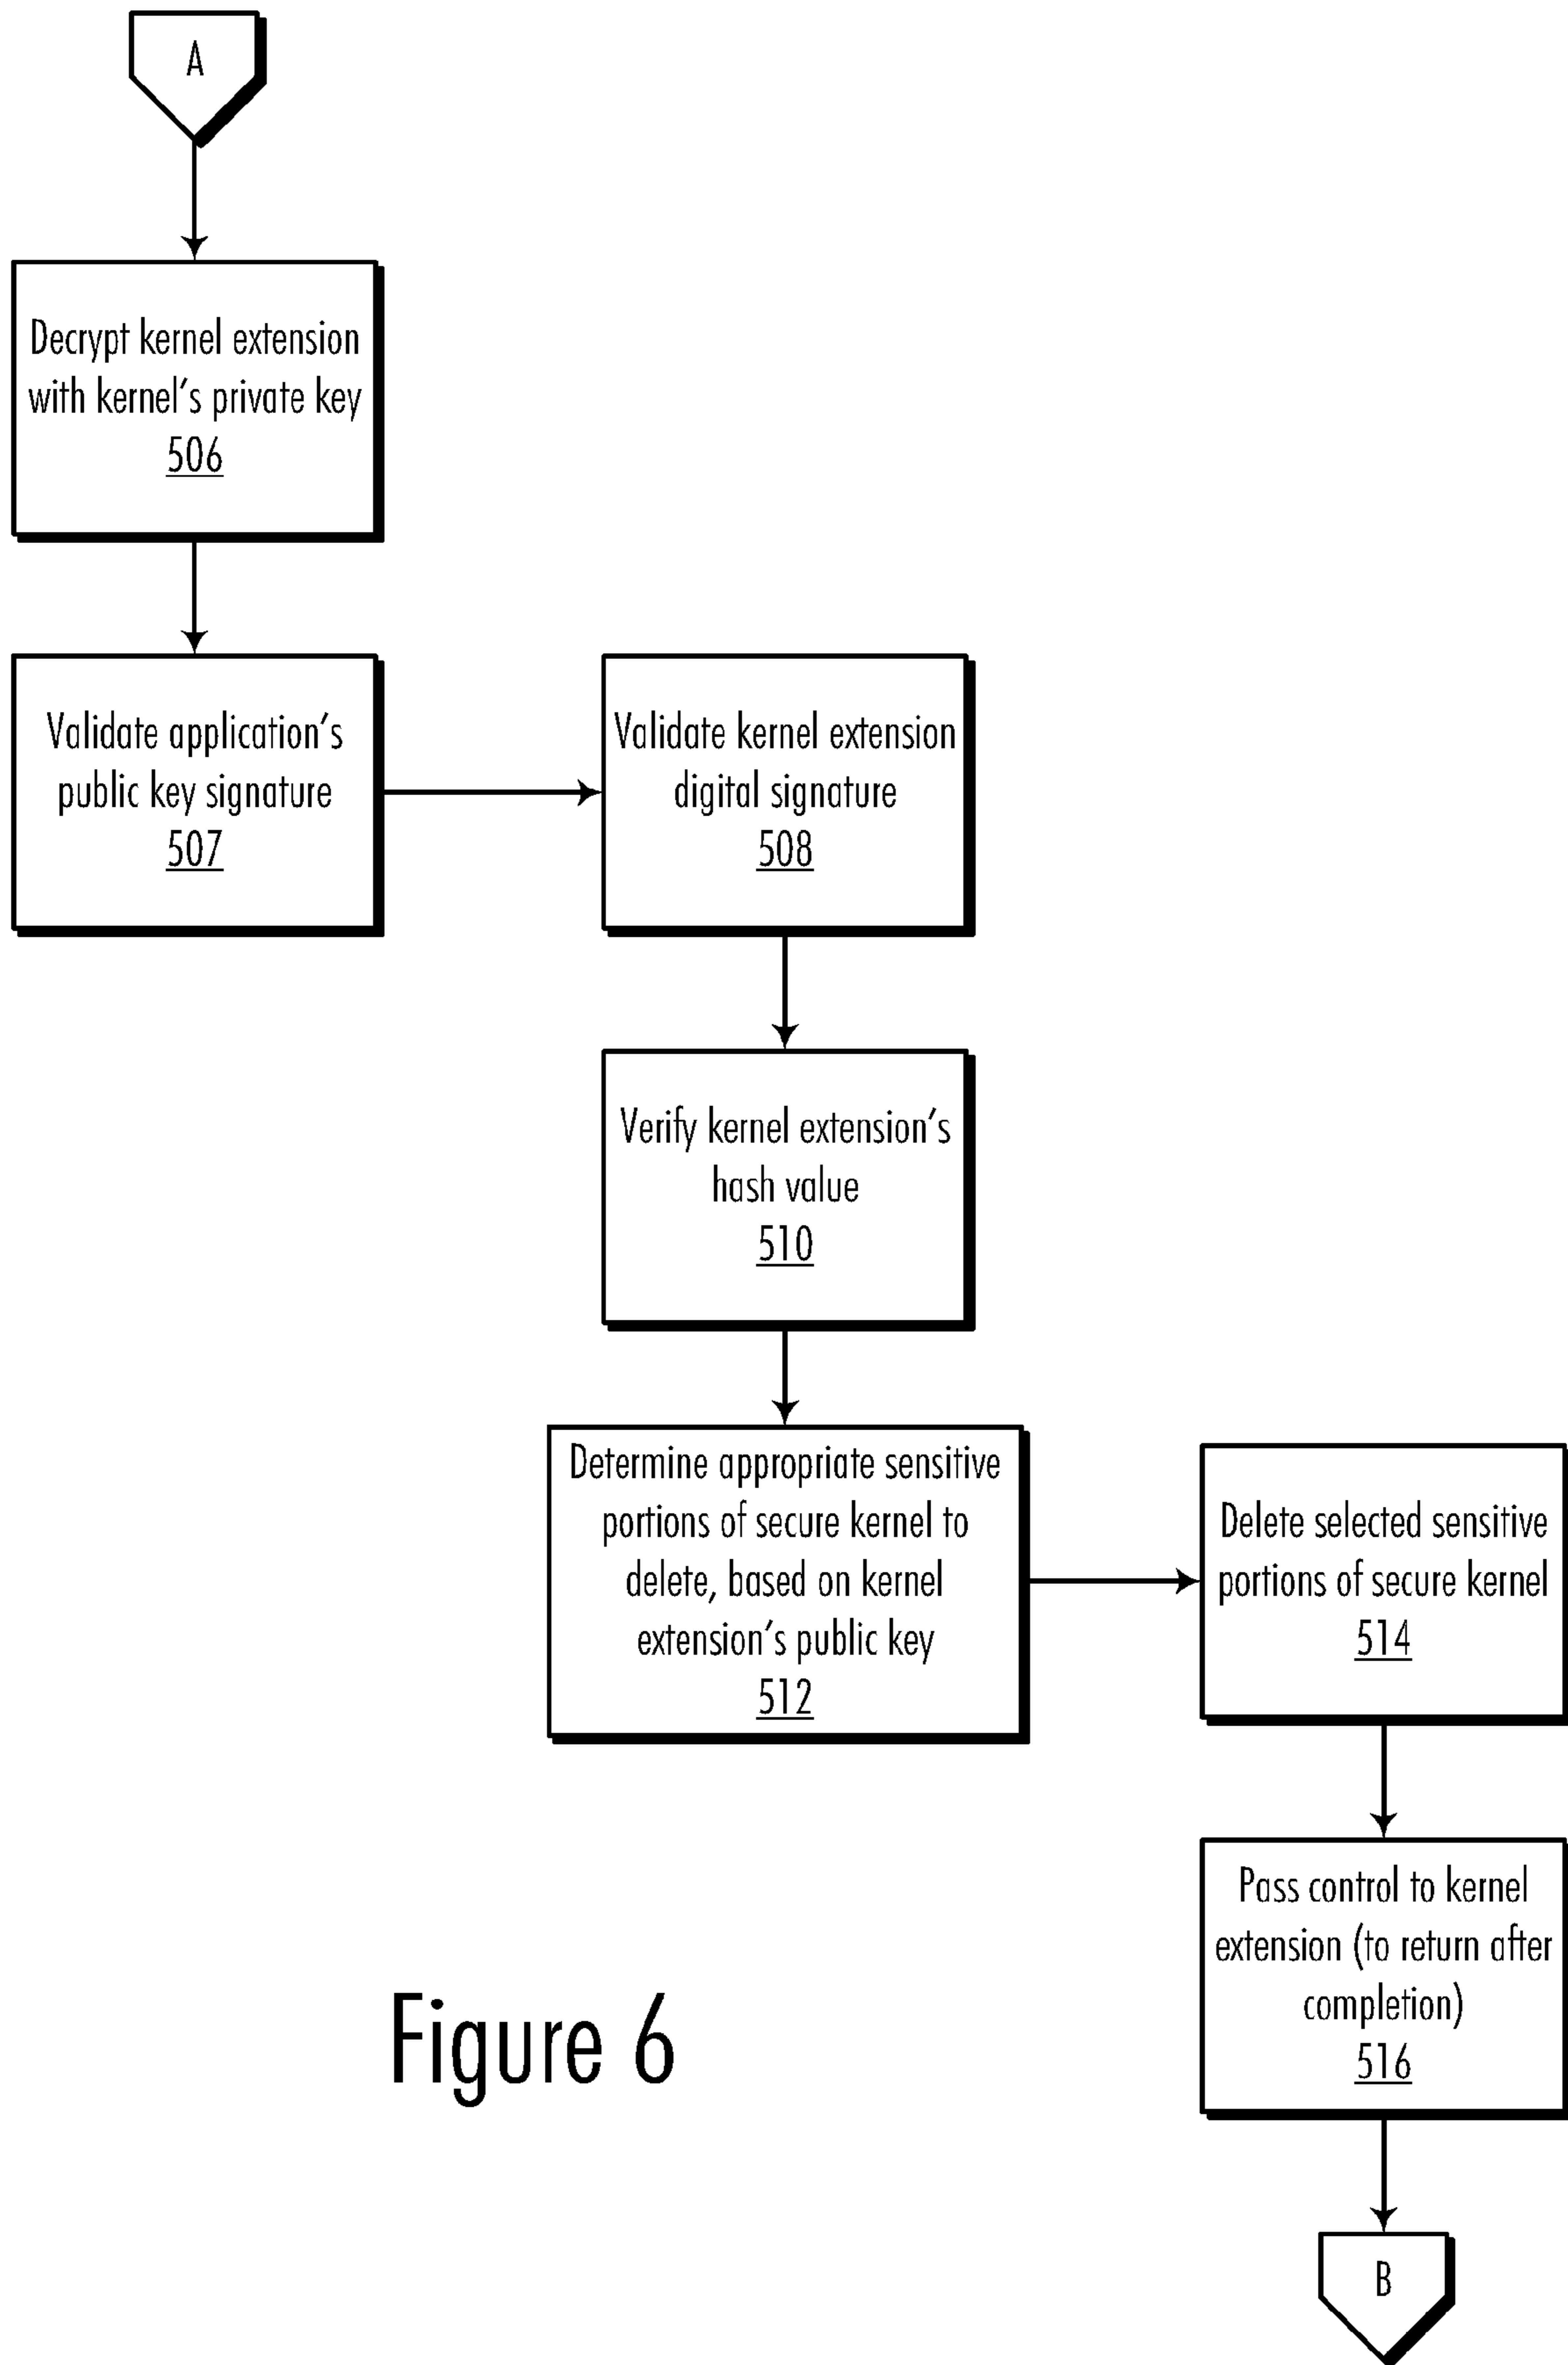 A
Decrypt kernel extension
with kernel's private key
506
Validate application's
public key signature
507
Validate kernel extension
digital signature
508
Verify kernel extension's
hash value
510
Determine appropriate sensitive
portions of secure kernel to
delete, based on kernel
extension's public key
512
Delete selected sensitive
portions of secure kernel
514
Pass control to kernel
extension (to return after
completion)
516
B
Figure 6